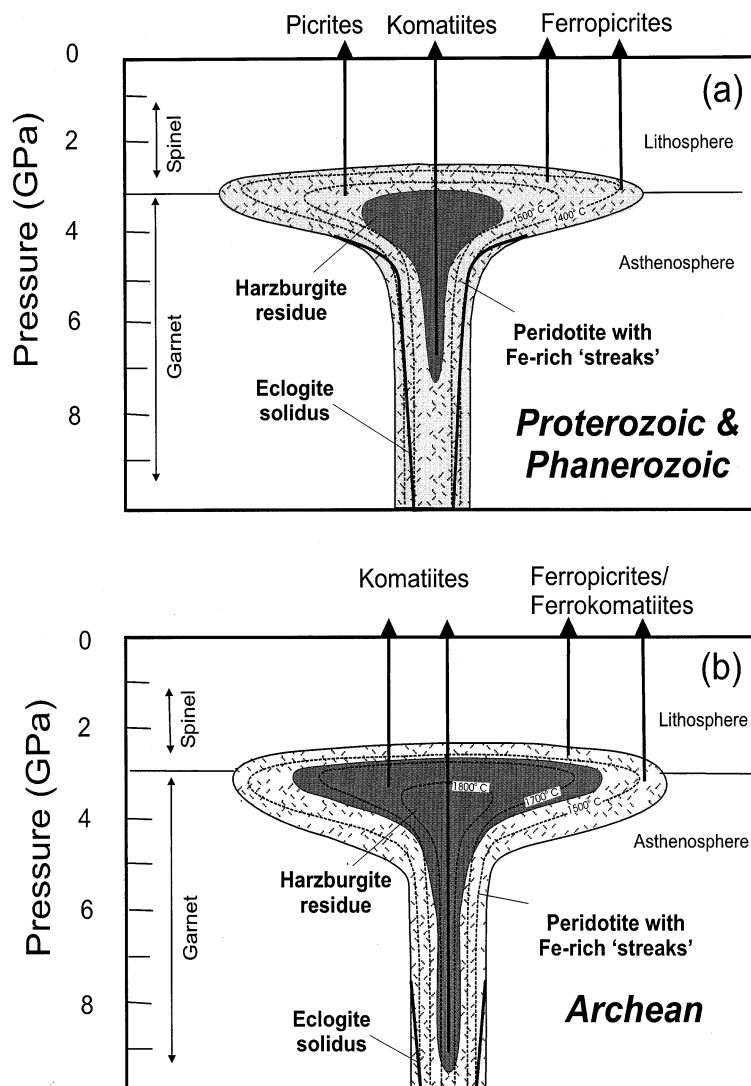 Picrites Komatiites Ferropicrites
0
(a)
Lithosphere
Spinel
2
1500° C
1400° C
4
Asthenosphere
Harzburgite
residue
Pressure (GPa)
6
Garnet
Peridotite with
Fe-rich ‘streaks’
Eclogite
solidus
8
Proterozoic &
Phanerozoic
Komatiites
Ferropicrites/
Ferrokomatiites
0
(b)
Lithosphere
Spinel
2
1800° C
1700° C
1500° C
4
Asthenosphere
Harzburgite
residue
Pressure (GPa)
6
Garnet
Peridotite with
Fe-rich ‘streaks’
8
Eclogite
solidus
Archean